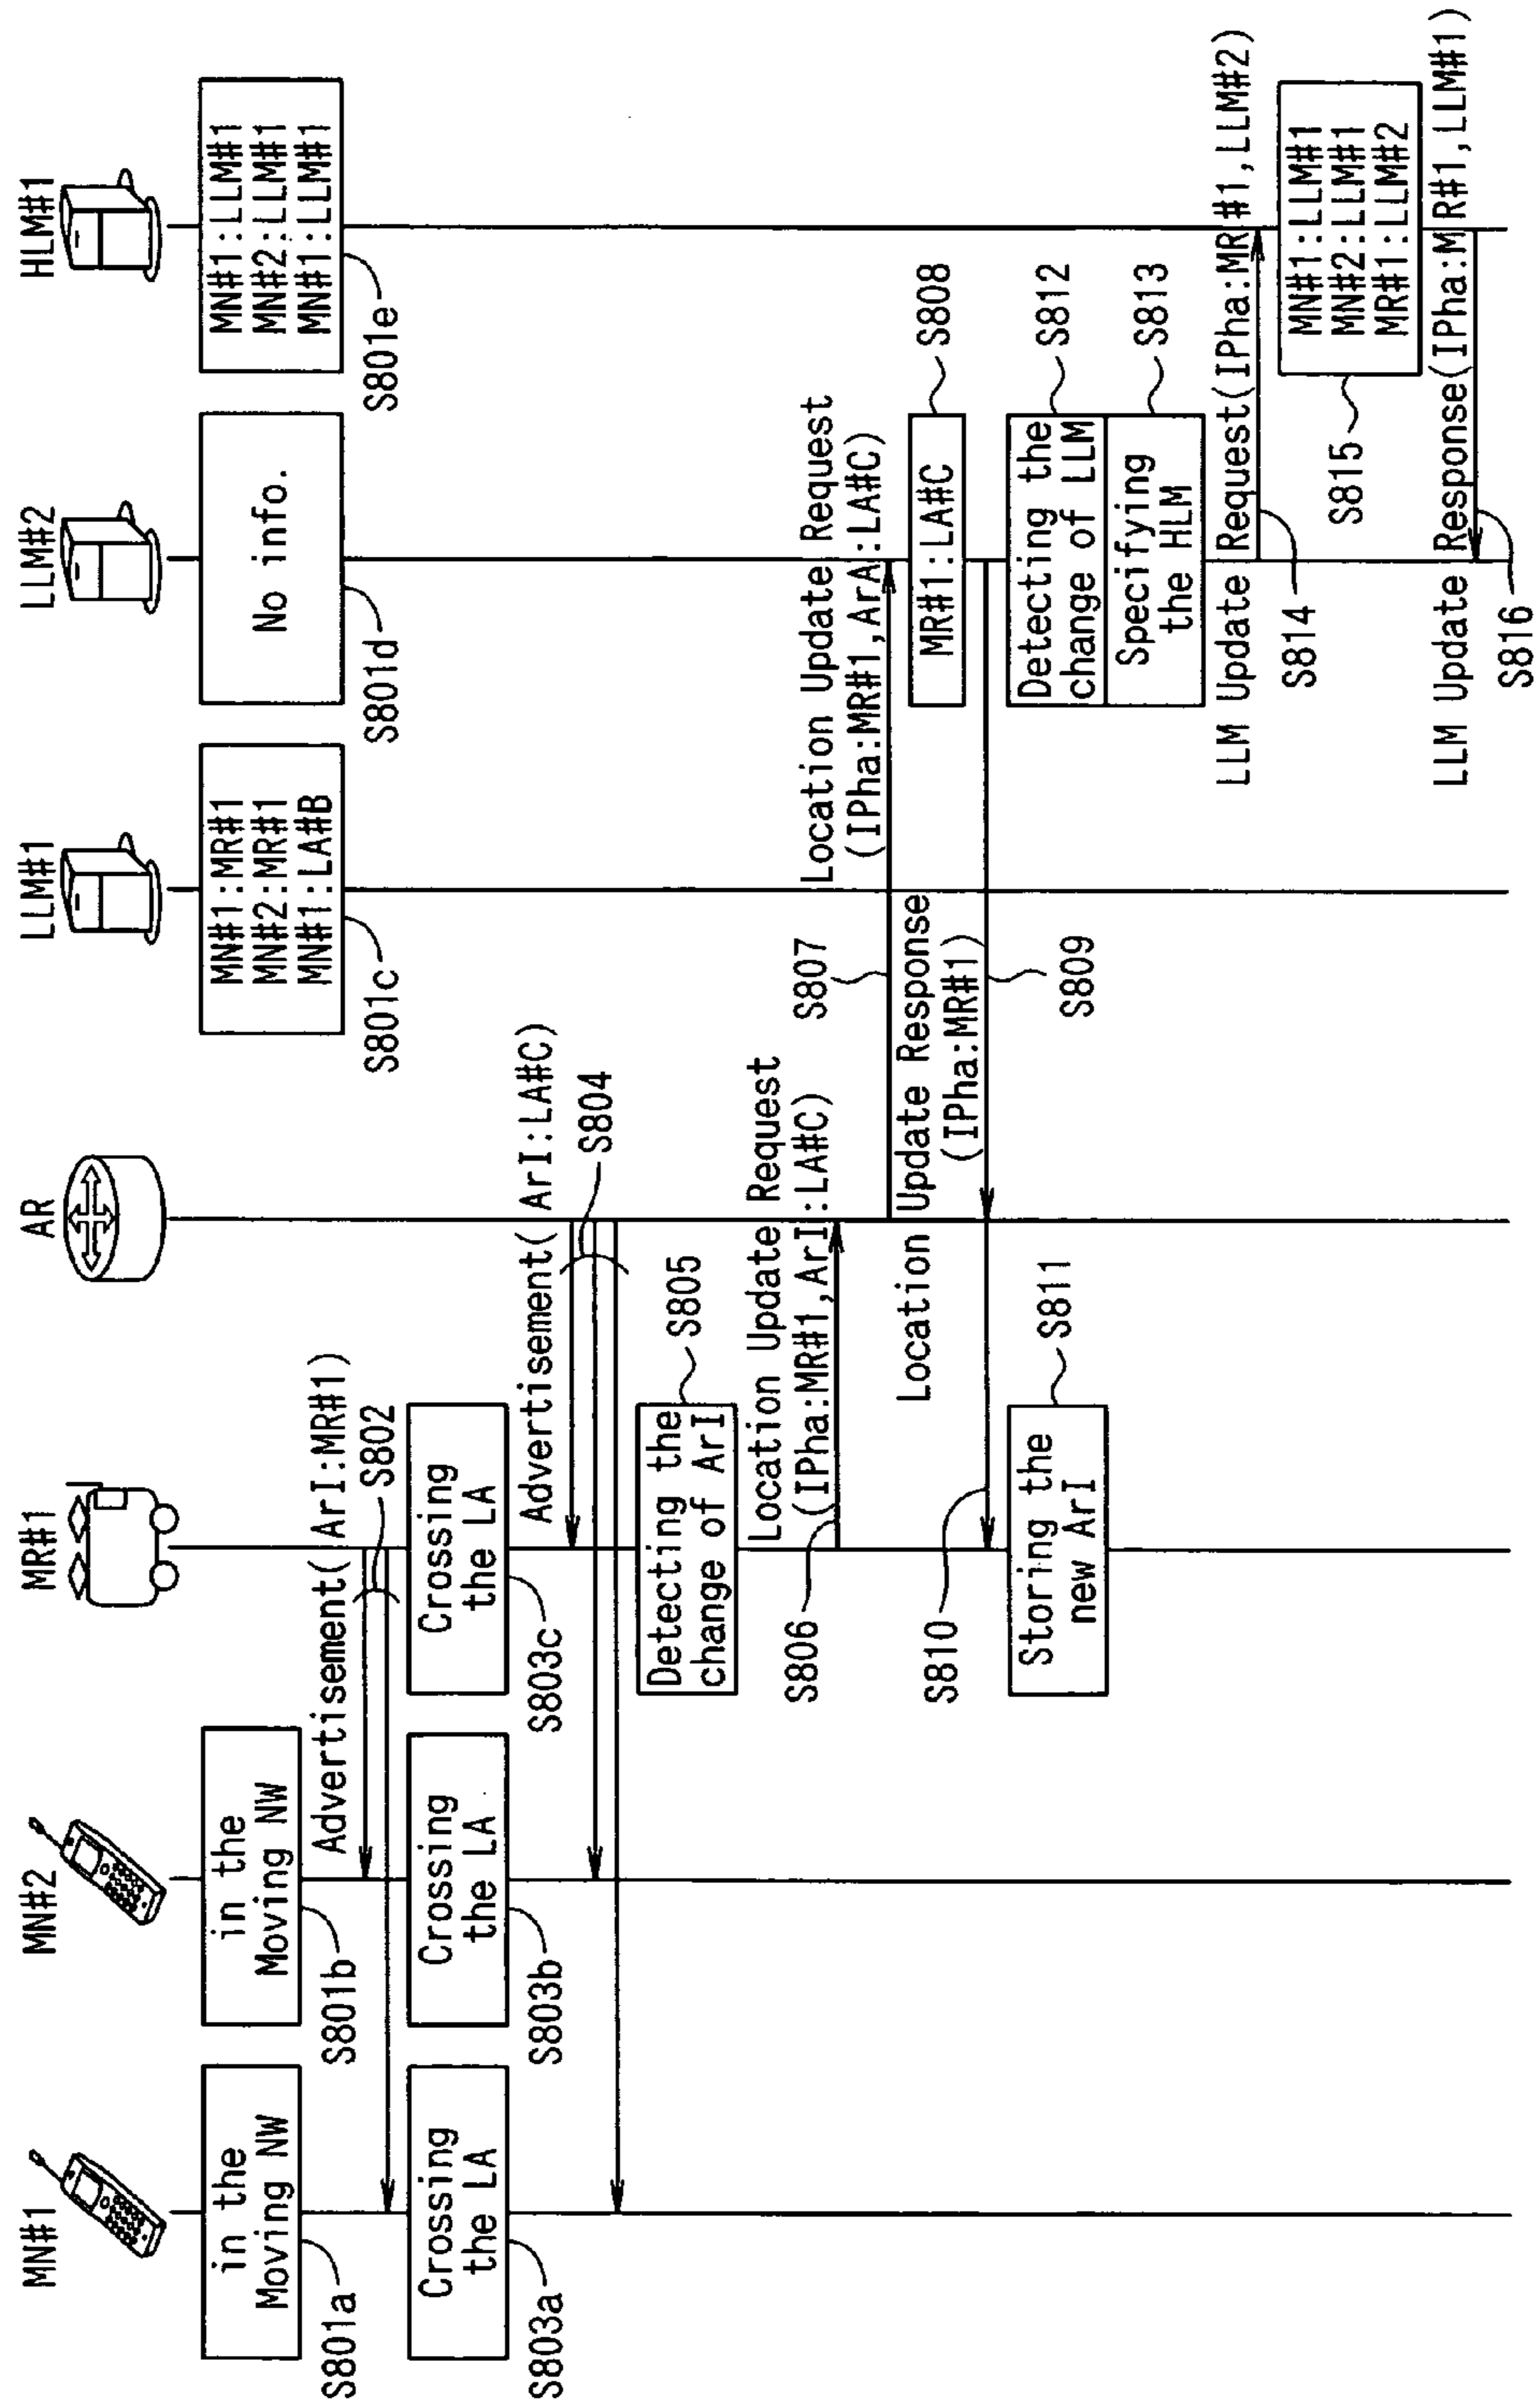 MN#1
MN#2
MR#1
AR
LLM#1
LLM#2
HLM#1
in the
Moving NW
S801a
in the
Moving NW
S801b
MN#1:MR#1
MN#2:MR#1
MN#1:LA#B
S801c
No info.
S801d
MN#1:LLM#1
MN#2:LLM#1
MN#1:LLM#1
S801e
Advertisement(ArI:MR#1)
S802
Crossing
the LA
S803a
Crossing
the LA
S803b
Crossing
the LA
S803c
Advertisement(ArI:LA#C)
S804
Detecting the
change of ArI
S805
Location Update Request
(IPha:MR#1,ArI:LA#C)
S806
Location Update Request
(IPha:MR#1,ArA:LA#C)
S807
MR#1:LA#C
S808
Location Update Response
(IPha:MR#1)
S809
S810
Storing the
new ArI
S811
Detecting the
change of LLM
S812
Specifying
the HLM
S813
LLM Update Request(IPha:MR#1,LLM#2)
S814
MN#1:LLM#1
MN#2:LLM#1
MR#1:LLM#2
S815
LLM Update Response(IPha:MR#1,LLM#1)
S816